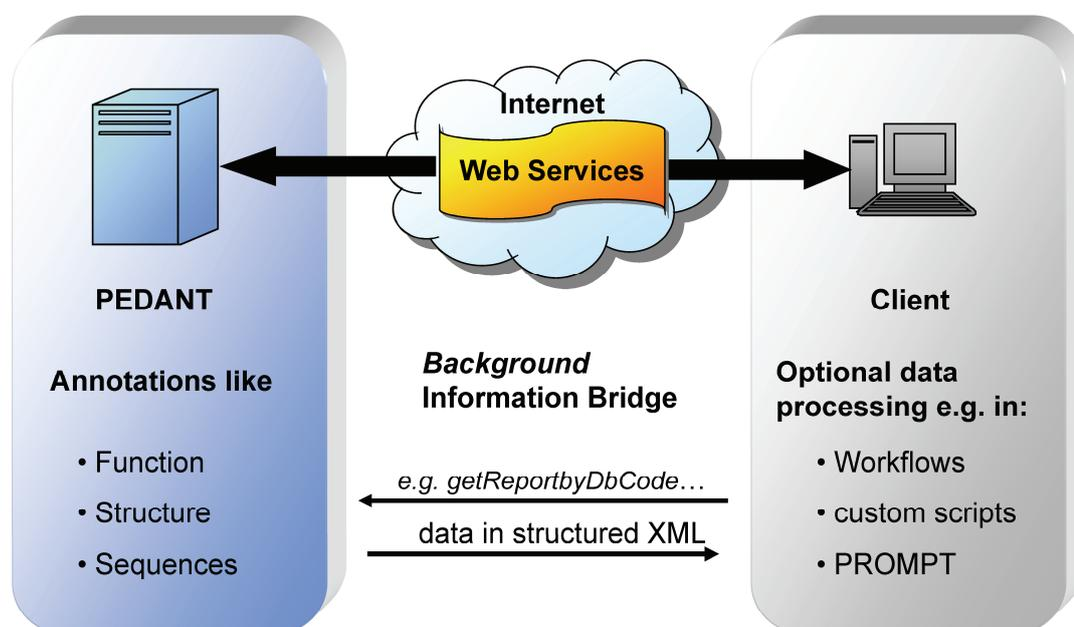 Internet
Web Services
PEDANT
Annotations like
• Function
• Structure
• Sequences
Background
Information Bridge
e.g. getReportbyDbCode…
data in structured XML
Client
Optional data
processing e.g. in:
• Workflows
• custom scripts
• PROMPT